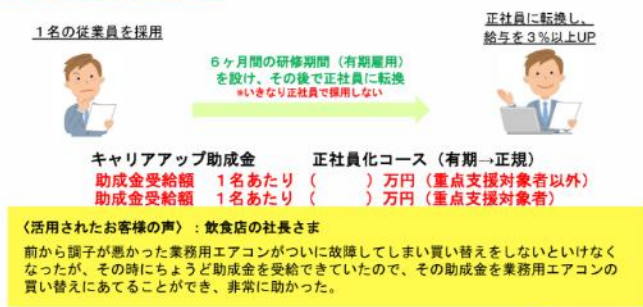 １名の従業員を採用
正社員に転換し、
給与を３％以上UP
６ヶ月間の研修期間（有期雇用）
を設け、その後で正社員に転換
*いきなり正社員で採用しない
キャリアアップ助成金　　正社員化コース（有期→正規）
助成金受給額　１名あたり（　　　）万円（重点支援対象者以外）
助成金受給額　１名あたり（　　　）万円（重点支援対象者）
〈活用されたお客様の声〉：飲食店の社長さま
前から調子が悪かった業務用エアコンがついに故障してしまい買い替えをしないといけなく
なったが、その時にちょうど助成金を受給できていたので、その助成金を業務用エアコンの
買い替えにあてることができ、非常に助かった。